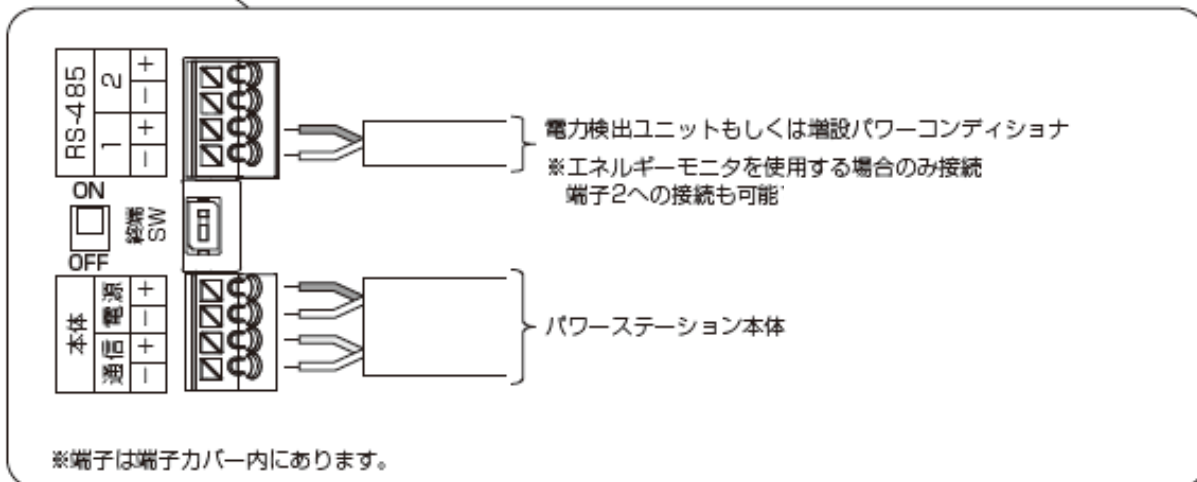 RS-485
2
+
−
1
+
−
電力検出ユニットもしくは増設パワーコンディショナ
※エネルギーモニタを使用する場合のみ接続
端子2への接続も可能
ON
終端
SW
OFF
本体
電源
+
−
通信
+
−
パワーステーション本体
※端子は端子カバー内にあります。